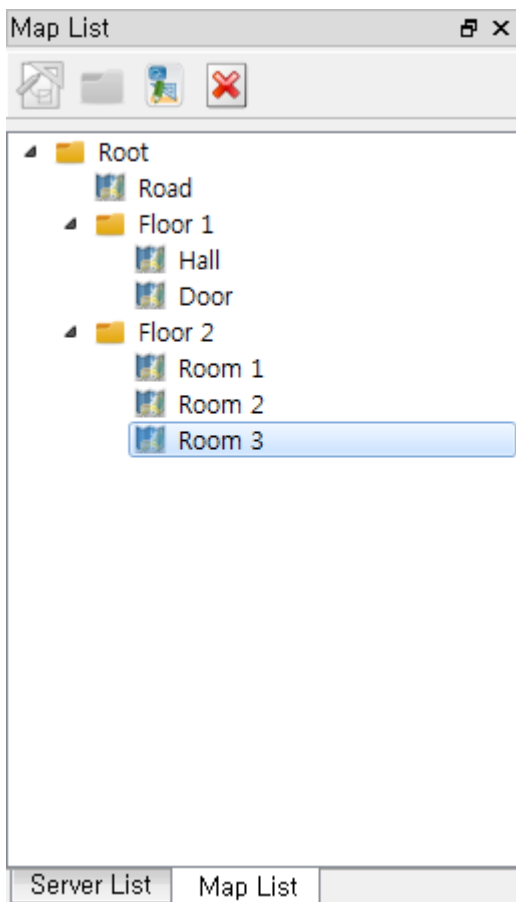 Map List
Root
Road
Floor 1
Hall
Door
Floor 2
Room 1
Room 2
Room 3
Server List
Map List